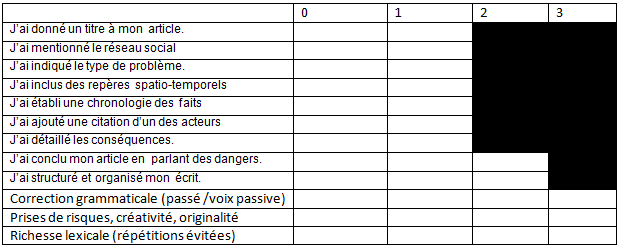 0 1 2 3
J'ai donné un titre à mon article.
J'ai mentionné le réseau social
J'ai indiqué le type de problème.
J'ai inclus des repères spatio-temporels
J'ai établi une chronologie des faits
J'ai ajouté une citation d'un des acteurs
J'ai détaillé les conséquences.
J'ai conclu mon article en parlant des dangers.
J'ai structuré et organisé mon écrit.
Correction grammaticale (passé /voix passive)
Prises de risques, créativité, originalité
Richesse lexicale (répétitions évitées)